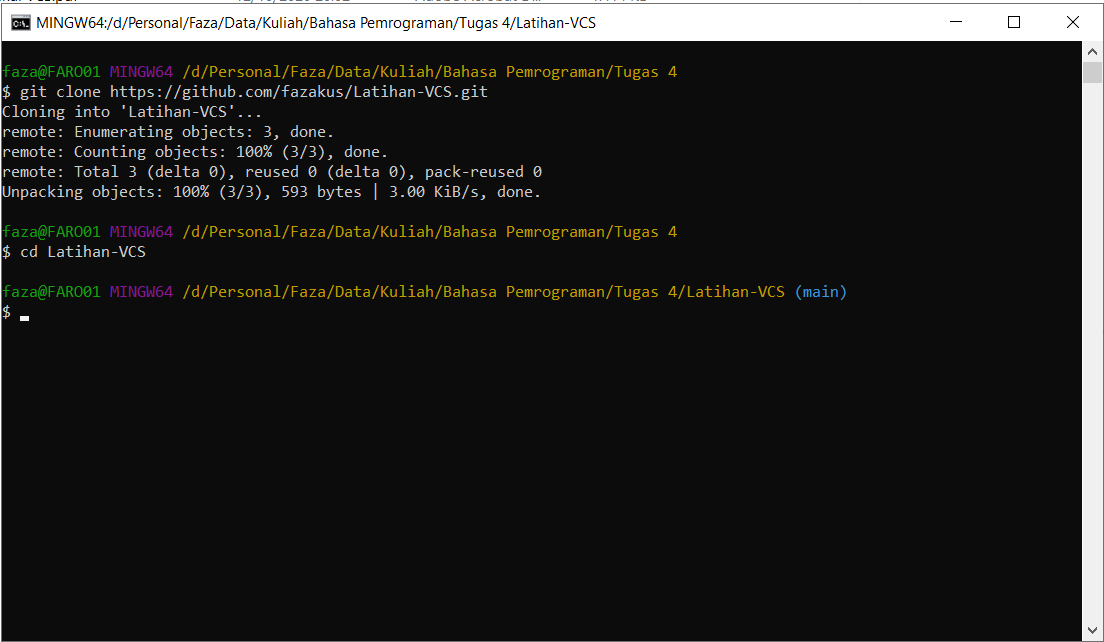 MINGW64:/d/Personal/Faza/Data/Kuliah/Bahasa Pemrograman/Tugas 4/Latihan-VCS
faza@FARO01 MINGW64 /d/Personal/Faza/Data/Kuliah/Bahasa Pemrograman/Tugas 4
$ git clone https://github.com/fazakus/Latihan-VCS.git
Cloning into 'Latihan-VCS'...
remote: Enumerating objects: 3, done.
remote: Counting objects: 100% (3/3), done.
remote: Total 3 (delta 0), reused 0 (delta 0), pack-reused 0
Unpacking objects: 100% (3/3), 593 bytes | 3.00 KiB/s, done.
faza@FARO01 MINGW64 /d/Personal/Faza/Data/Kuliah/Bahasa Pemrograman/Tugas 4
$ cd Latihan-VCS
faza@FARO01 MINGW64 /d/Personal/Faza/Data/Kuliah/Bahasa Pemrograman/Tugas 4/Latihan-VCS (main)
$